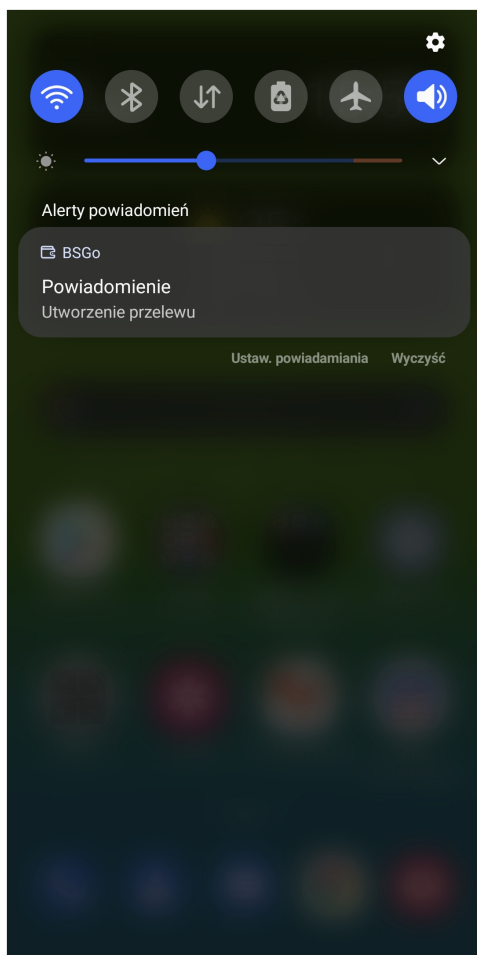 Alerty powiadomień
BSGo
Powiadomienie
Utworzenie przelewu
Ustaw. powiadamiania Wyczyść